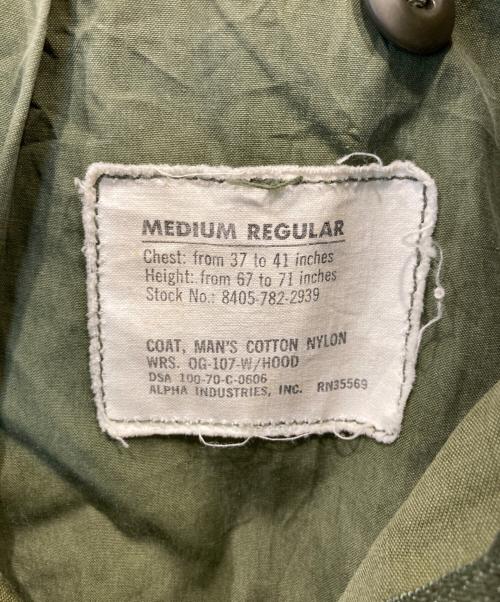 MEDIUM REGULAR
Chest: from 37 to 41 inches
Height: from 67 to 71 inches
Stock No.: 8405-782-2939
COAT, MAN'S COTTON NYLON
WRS. OG-107-W/HOOD
DSA 100-70-C-0606
ALPHA INDUSTRIES, INC. RN35569